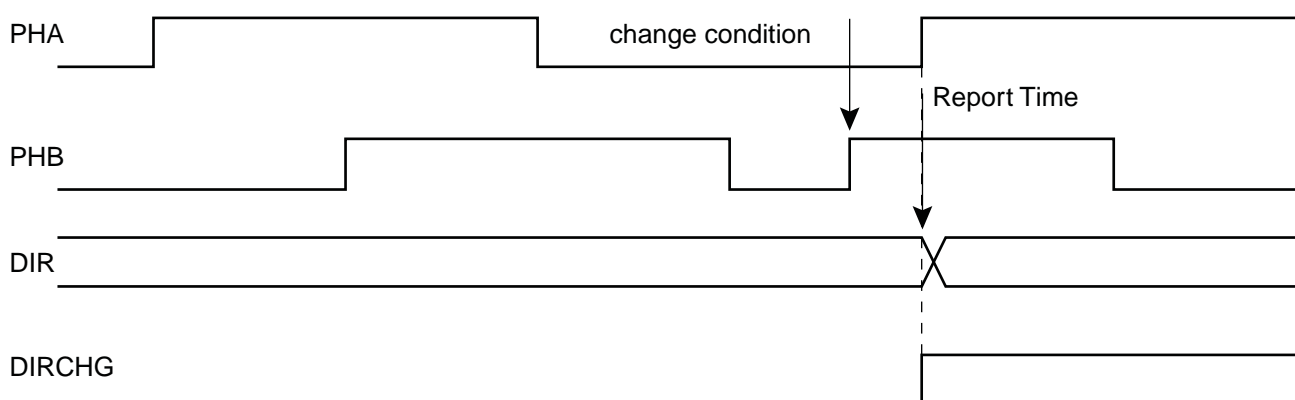 PHA
change condition
Report Time
PHB
DIR
DIRCHG